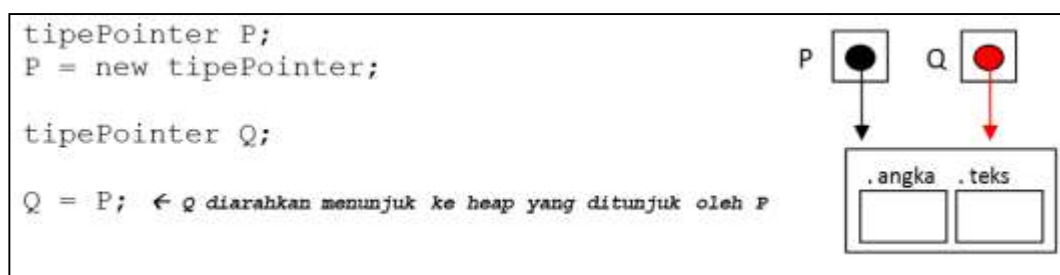 tipePointer P;
P = new tipePointer;
tipePointer Q;
Q = P; ← Q diarahkan menunjuk ke heap yang ditunjuk oleh P
P Q
.angka .teks